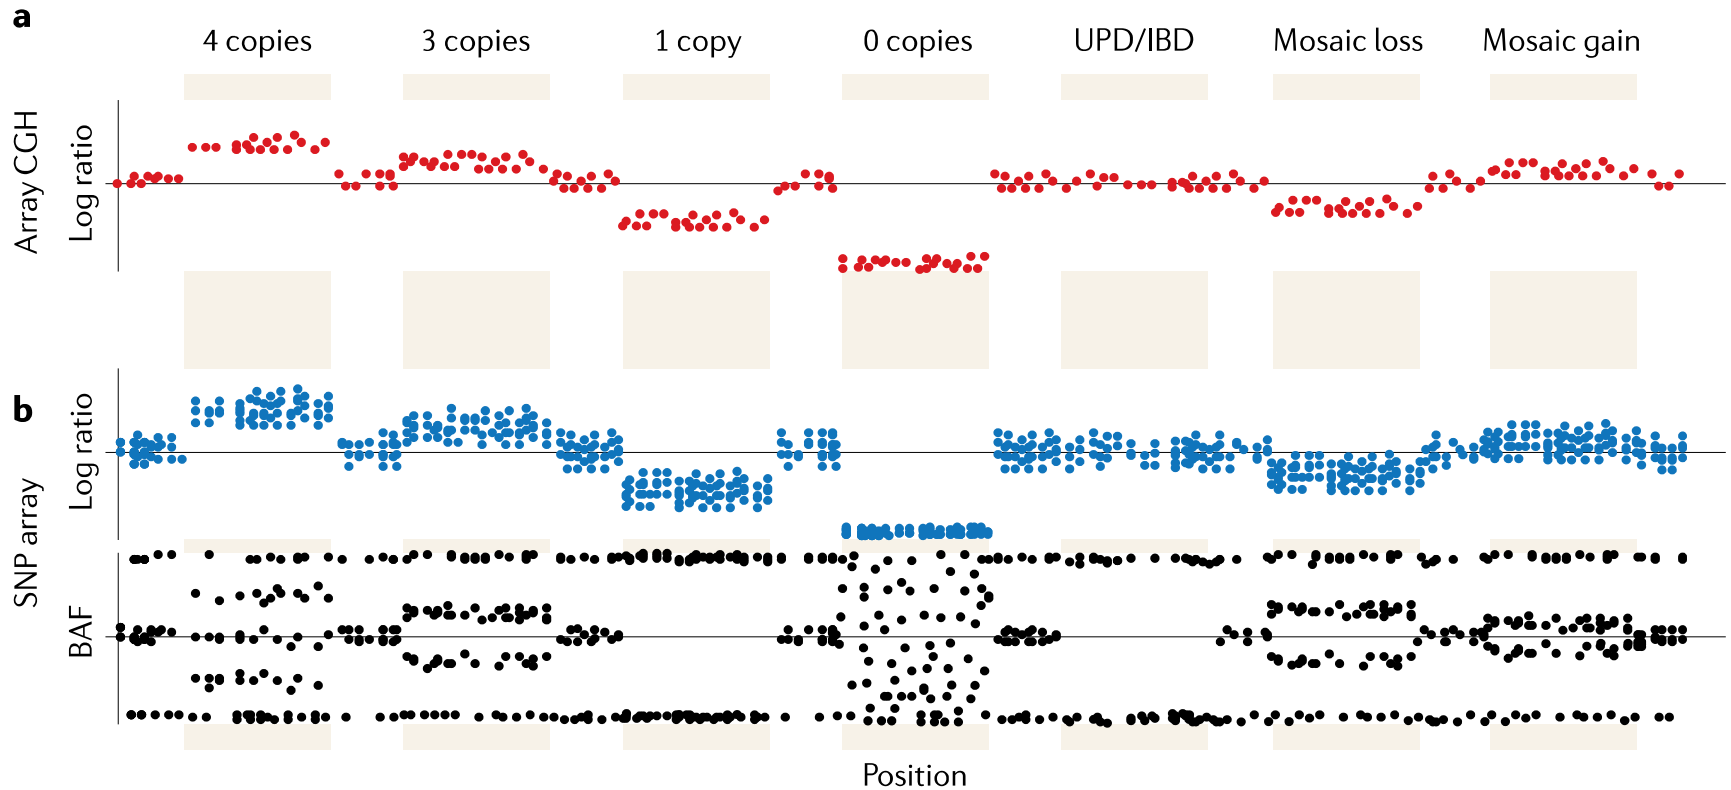 a
4 copies
3 copies
1 copy
0 copies
UPD/IBD
Mosaic loss
Mosaic gain
Array CGH
Log ratio
b
SNP array
Log ratio
BAF
Position